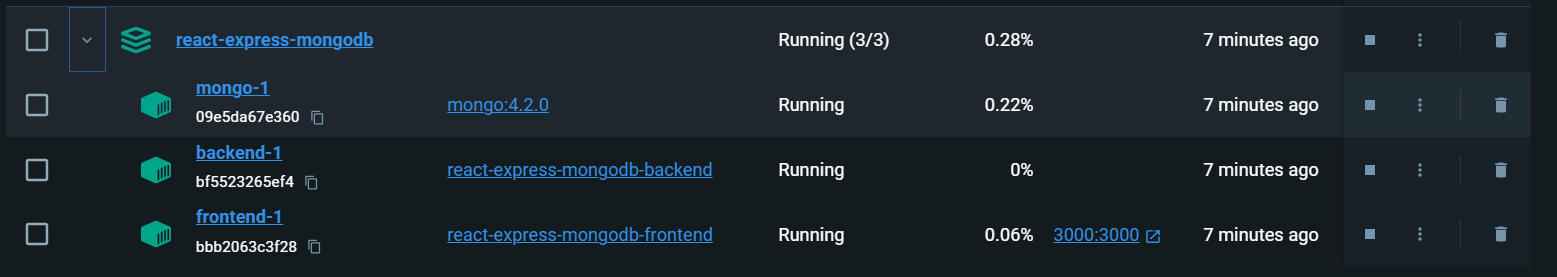 react-express-mongodb Running (3/3) 0.28% 7 minutes ago
mongo-1
09e5da67e360 mongo:4.2.0 Running 0.22% 7 minutes ago
backend-1
bf5523265ef4 react-express-mongodb-backend Running 0% 7 minutes ago
frontend-1
bbb2063c3f28 react-express-mongodb-frontend Running 0.06% 3000:3000 7 minutes ago